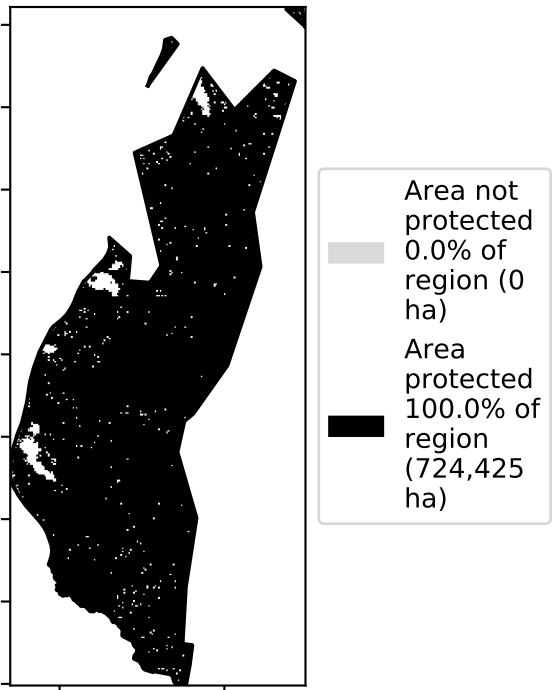 Area not
protected
0.0% of
region (0
ha)
Area
protected
100.0% of
region
(724,425
ha)